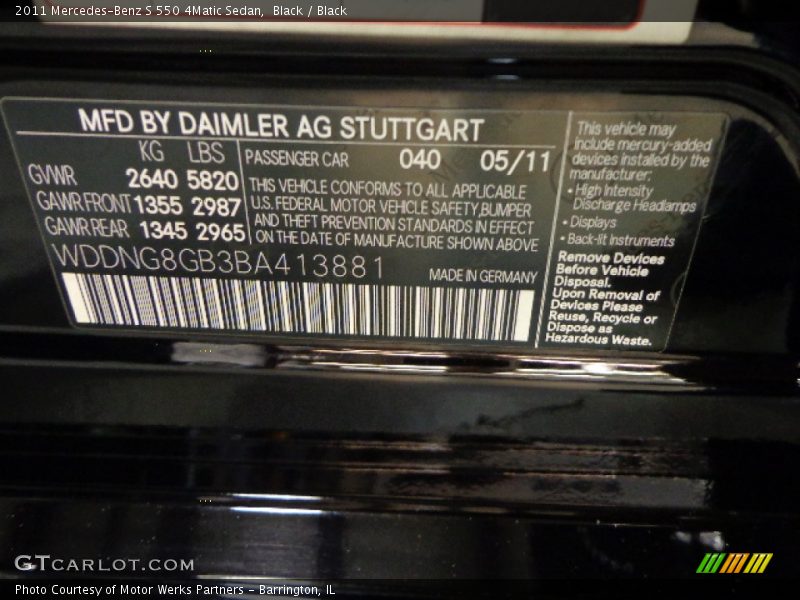 2011 Mercedes-Benz S 550 4Matic Sedan,  Black / Black
MFD BY DAIMLER AG STUTTGART
KG LBS
GVWR 2640 5820
GAWR FRONT 1355 2987
GAWR REAR 1345 2965
PASSENGER CAR 040 05/11
THIS VEHICLE CONFORMS TO ALL APPLICABLE
U.S. FEDERAL MOTOR VEHICLE SAFETY,BUMPER
AND THEFT PREVENTION STANDARDS IN EFFECT
ON THE DATE OF MANUFACTURE SHOWN ABOVE
WDDNG8GB3BA413881
MADE IN GERMANY
This vehicle may
include mercury-added
devices installed by the
manufacturer:
• High Intensity
Discharge Headlamps
• Displays
• Back-lit Instruments
Remove Devices
Before Vehicle
Disposal.
Upon Removal of
Devices Please
Reuse, Recycle or
Dispose as
Hazardous Waste.
GTCARLOT.COM
Photo Courtesy of Motor Werks Partners - Barrington, IL